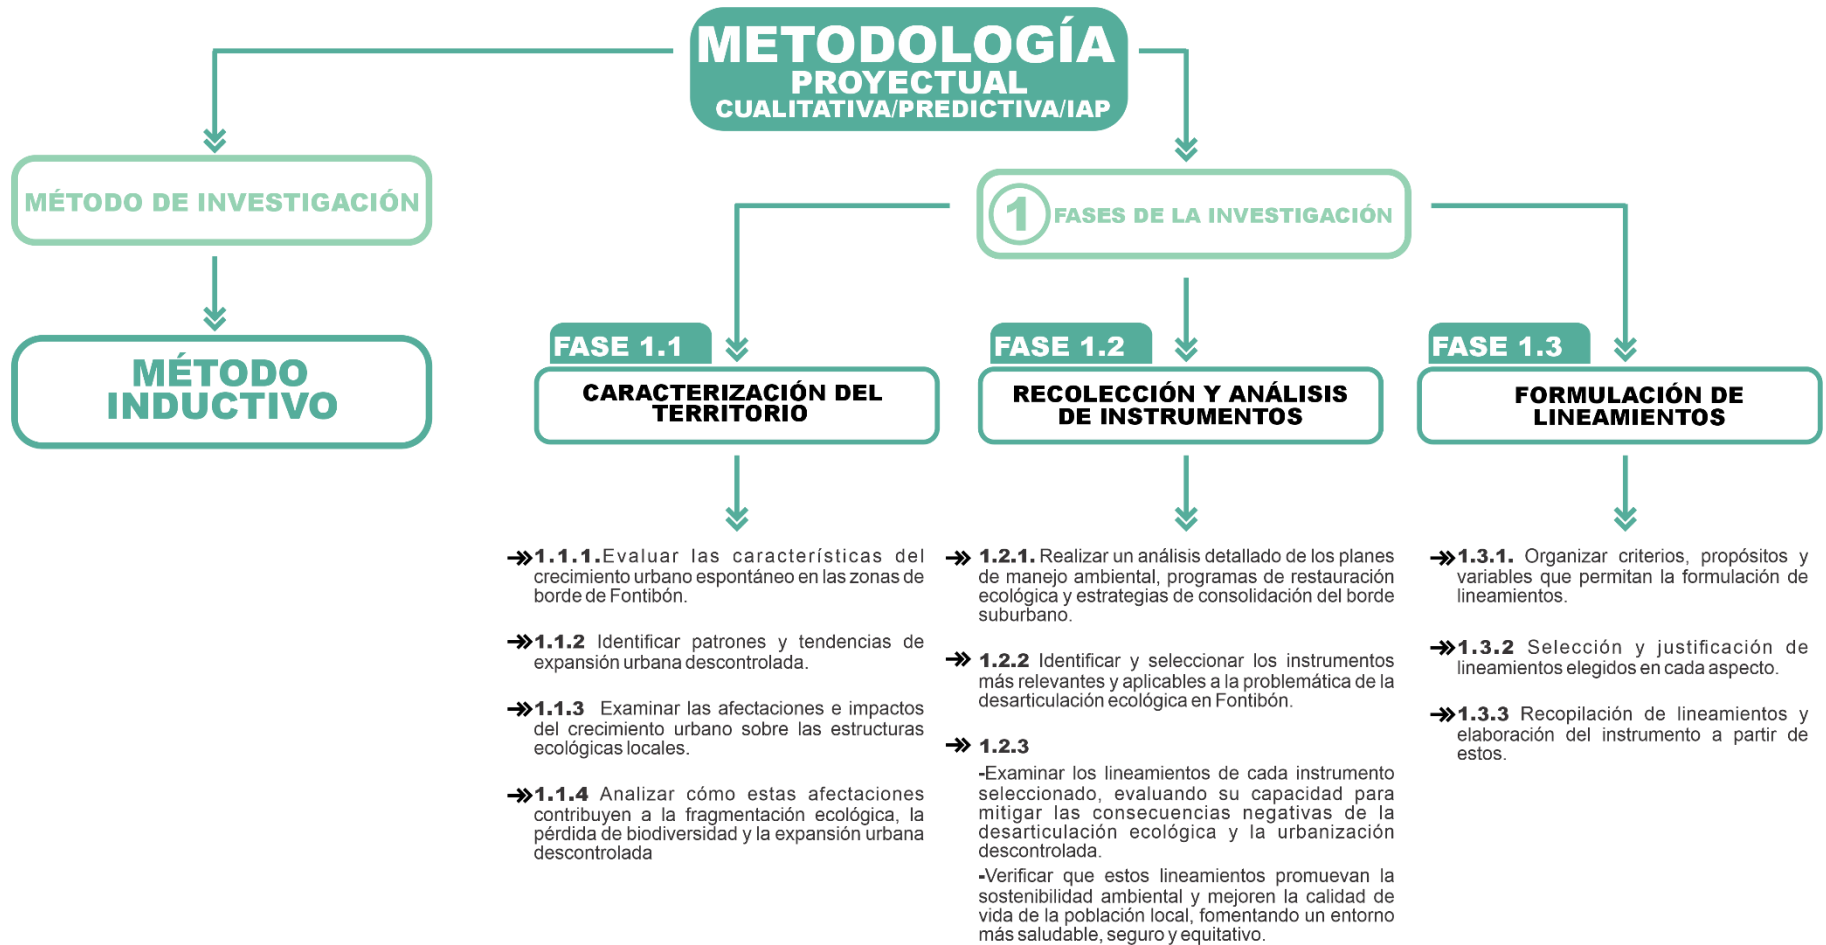 METODOLOGÍA
PROYECTUAL
CUALITATIVA/PREDICTIVA/IAP
MÉTODO DE INVESTIGACIÓN
MÉTODO
INDUCTIVO
1 FASES DE LA INVESTIGACIÓN
FASE 1.1
CARACTERIZACIÓN DEL
TERRITORIO
1.1.1.Evaluar las características del
crecimiento urbano espontáneo en las zonas de
borde de Fontibón.
1.1.2 Identificar patrones y tendencias de
expansión urbana descontrolada.
1.1.3 Examinar las afectaciones e impactos
del crecimiento urbano sobre las estructuras
ecológicas locales.
1.1.4 Analizar cómo estas afectaciones
contribuyen a la fragmentación ecológica, la
pérdida de biodiversidad y la expansión urbana
descontrolada
FASE 1.2
RECOLECCIÓN Y ANÁLISIS
DE INSTRUMENTOS
1.2.1. Realizar un análisis detallado de los planes
de manejo ambiental, programas de restauración
ecológica y estrategias de consolidación del borde
suburbano.
1.2.2 Identificar y seleccionar los instrumentos
más relevantes y aplicables a la problemática de la
desarticulación ecológica en Fontibón.
1.2.3
-Examinar los lineamientos de cada instrumento
seleccionado, evaluando su capacidad para
mitigar las consecuencias negativas de la
desarticulación ecológica y la urbanización
descontrolada.
-Verificar que estos lineamientos promuevan la
sostenibilidad ambiental y mejoren la calidad de
vida de la población local, fomentando un entorno
más saludable, seguro y equitativo.
FASE 1.3
FORMULACIÓN DE
LINEAMIENTOS
1.3.1. Organizar criterios, propósitos y
variables que permitan la formulación de
lineamientos.
1.3.2 Selección y justificación de
lineamientos elegidos en cada aspecto.
1.3.3 Recopilación de lineamientos y
elaboración del instrumento a partir de
estos.